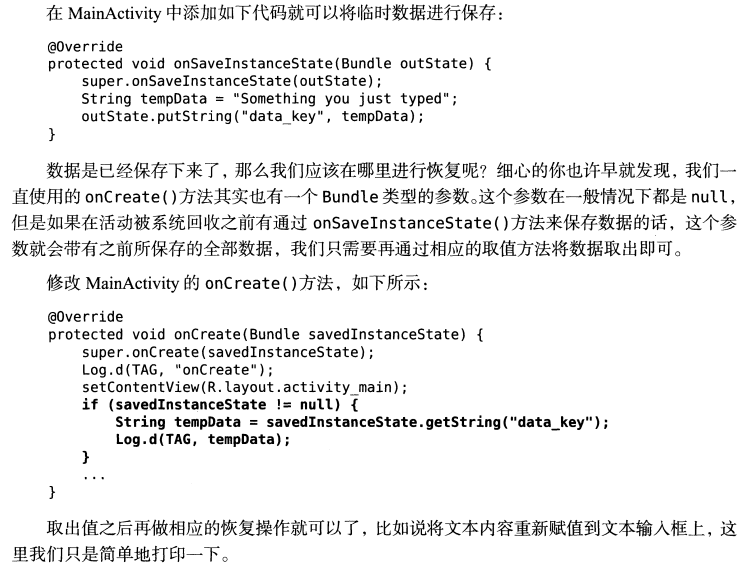 在 MainActivity 中添加如下代码就可以将临时数据进行保存：
@Override
protected void onSaveInstanceState(Bundle outState) {
    super.onSaveInstanceState(outState);
    String tempData = "Something you just typed";
    outState.putString("data_key", tempData);
}
数据是已经保存下来了，那么我们应该在哪里进行恢复呢？细心的你也许早就发现，我们一
直使用的 onCreate()方法其实也有一个 Bundle 类型的参数。这个参数在一般情况下都是 null，
但是如果在活动被系统回收之前有通过 onSaveInstanceState()方法来保存数据的话，这个参
数就会带有之前所保存的全部数据，我们只需要再通过相应的取值方法将数据取出即可。
修改 MainActivity 的 onCreate()方法，如下所示：
@Override
protected void onCreate(Bundle savedInstanceState) {
    super.onCreate(savedInstanceState);
    Log.d(TAG, "onCreate");
    setContentView(R.layout.activity_main);
    if (savedInstanceState != null) {
        String tempData = savedInstanceState.getString("data_key");
        Log.d(TAG, tempData);
    }
    ...
}
取出值之后再做相应的恢复操作就可以了，比如说将文本内容重新赋值到文本输入框上，这
里我们只是简单地打印一下。